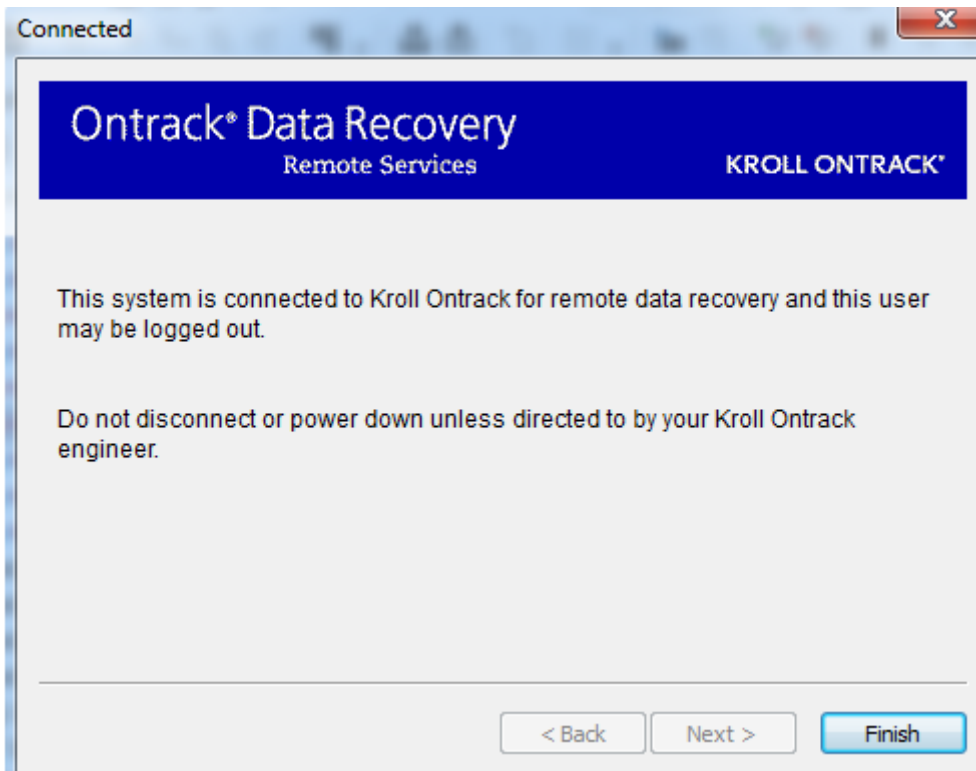 Connected
Ontrack® Data Recovery
Remote Services
KROLL ONTRACK®
This system is connected to Kroll Ontrack for remote data recovery and this user
may be logged out.
Do not disconnect or power down unless directed to by your Kroll Ontrack
engineer.
< Back
Next >
Finish